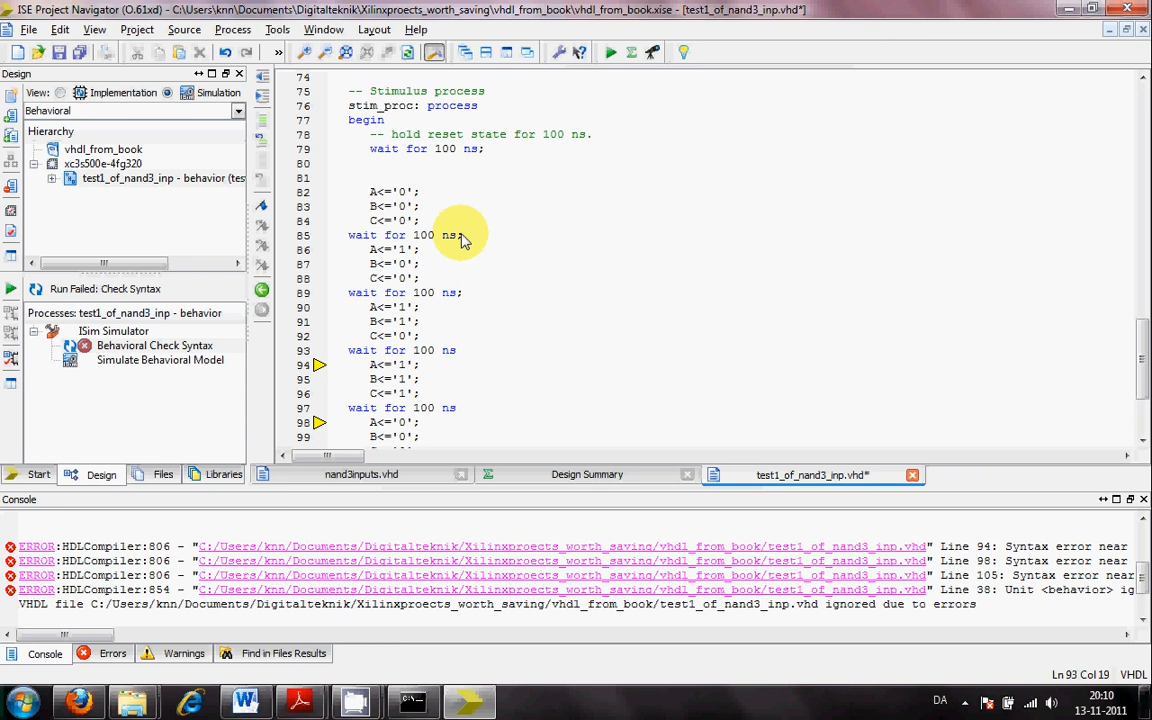 ISE Project Navigator (O.61xd) - C:\Users\knn\Documents\Digitalteknik\Xilinxproects_worth_saving\vhdl_from_book\vhdl_from_book.xise - [test1_of_nand3_inp.vhd*]
File Edit View Project Source Process Tools Window Layout Help
»
Design
View: Implementation Simulation
Behavioral
Hierarchy
vhdl_from_book
xc3s500e-4fg320
test1_of_nand3_inp - behavior (tes
Run Failed: Check Syntax
Processes: test1_of_nand3_inp - behavior
ISim Simulator
Behavioral Check Syntax
Simulate Behavioral Model
Start Design Files Libraries
74
75 -- Stimulus process
76 stim_proc: process
77 begin
78 -- hold reset state for 100 ns.
79 wait for 100 ns;
80
81
82 A<='0';
83 B<='0';
84 C<='0';
85 wait for 100 ns;
86 A<='1';
87 B<='0';
88 C<='0';
89 wait for 100 ns;
90 A<='1';
91 B<='1';
92 C<='0';
93 wait for 100 ns
94 A<='1';
95 B<='1';
96 C<='1';
97 wait for 100 ns
98 A<='0';
99 B<='0';
nand3inputs.vhd Design Summary test1_of_nand3_inp.vhd*
Console
ERROR:HDLCompiler:806 - "C:/Users/knn/Documents/Digitalteknik/Xilinxproects_worth_saving/vhdl_from_book/test1_of_nand3_inp.vhd" Line 94: Syntax error near
ERROR:HDLCompiler:806 - "C:/Users/knn/Documents/Digitalteknik/Xilinxproects_worth_saving/vhdl_from_book/test1_of_nand3_inp.vhd" Line 98: Syntax error near
ERROR:HDLCompiler:806 - "C:/Users/knn/Documents/Digitalteknik/Xilinxproects_worth_saving/vhdl_from_book/test1_of_nand3_inp.vhd" Line 105: Syntax error near
ERROR:HDLCompiler:854 - "C:/Users/knn/Documents/Digitalteknik/Xilinxproects_worth_saving/vhdl_from_book/test1_of_nand3_inp.vhd" Line 38: Unit <behavior> ig
VHDL file C:/Users/knn/Documents/Digitalteknik/Xilinxproects_worth_saving/vhdl_from_book/test1_of_nand3_inp.vhd ignored due to errors
Console Errors Warnings Find in Files Results
Ln 93 Col 19 VHDL
DA
20:10
13-11-2011